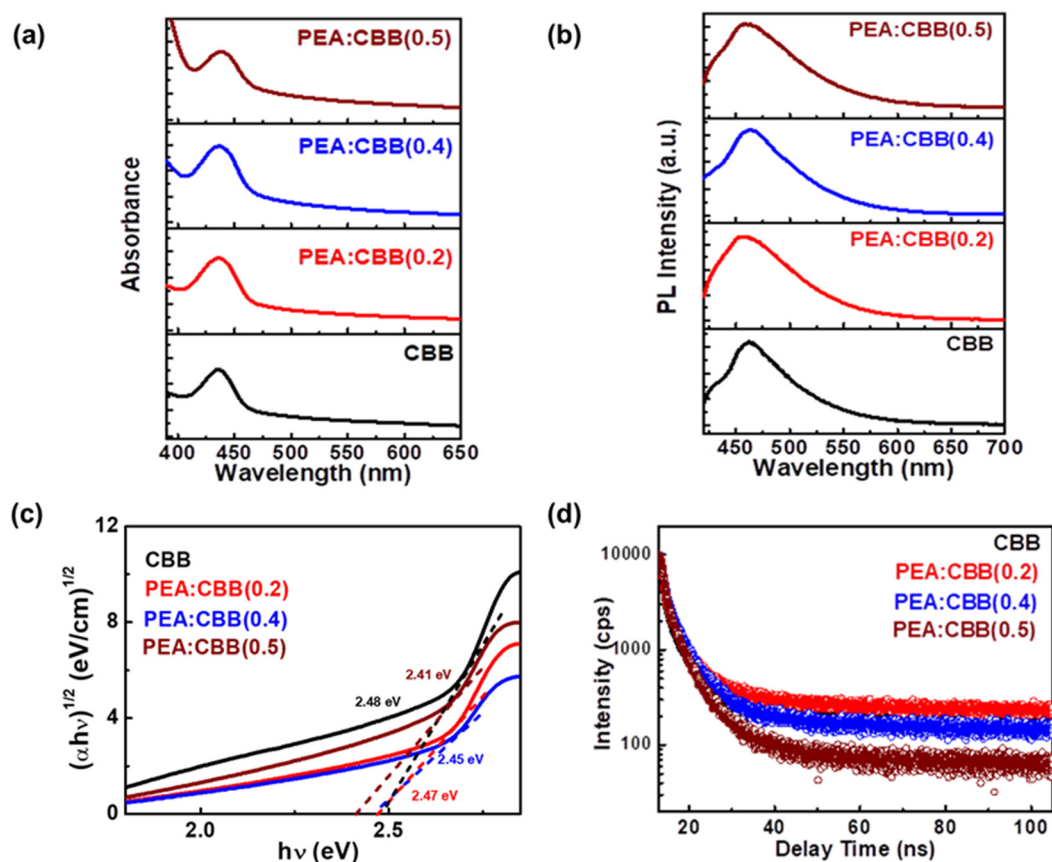 (a)
PEA:CBB(0.5)
PEA:CBB(0.4)
PEA:CBB(0.2)
CBB
Absorbance
400 450 500 550 600 650
Wavelength (nm)
(b)
PEA:CBB(0.5)
PEA:CBB(0.4)
PEA:CBB(0.2)
CBB
PL Intensity (a.u.)
450 500 550 600 650 700
Wavelength (nm)
(c)
12
8
4
0
(αhν)1/2 (eV/cm)1/2
CBB
PEA:CBB(0.2)
PEA:CBB(0.4)
PEA:CBB(0.5)
2.41 eV
2.48 eV
2.45 eV
2.47 eV
2.0 2.5
hν (eV)
(d)
10000
1000
100
Intensity (cps)
CBB
PEA:CBB(0.2)
PEA:CBB(0.4)
PEA:CBB(0.5)
20 40 60 80 100
Delay Time (ns)